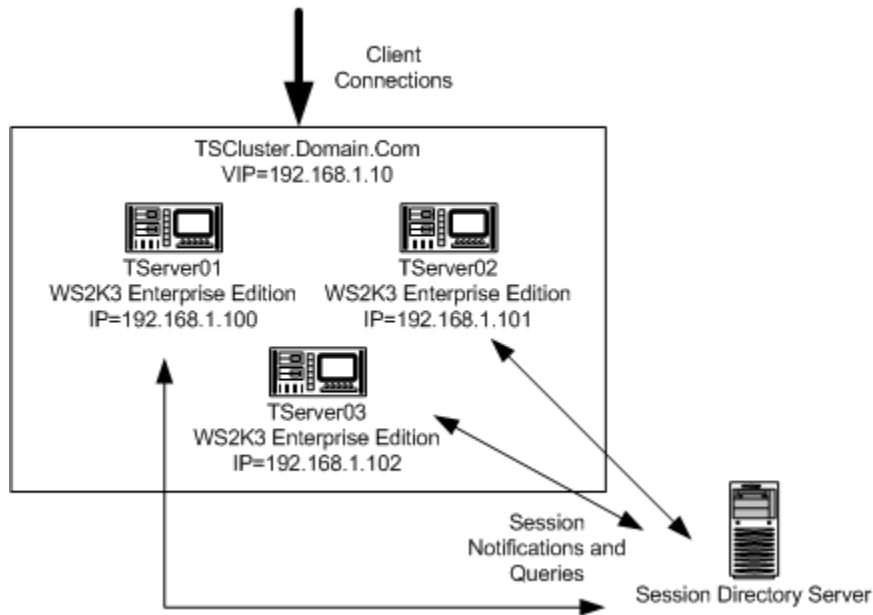 Client
Connections
TSCluster.Domain.Com
VIP=192.168.1.10
TServer01
WS2K3 Enterprise Edition
IP=192.168.1.100
TServer02
WS2K3 Enterprise Edition
IP=192.168.1.101
TServer03
WS2K3 Enterprise Edition
IP=192.168.1.102
Session
Notifications and
Queries
Session Directory Server